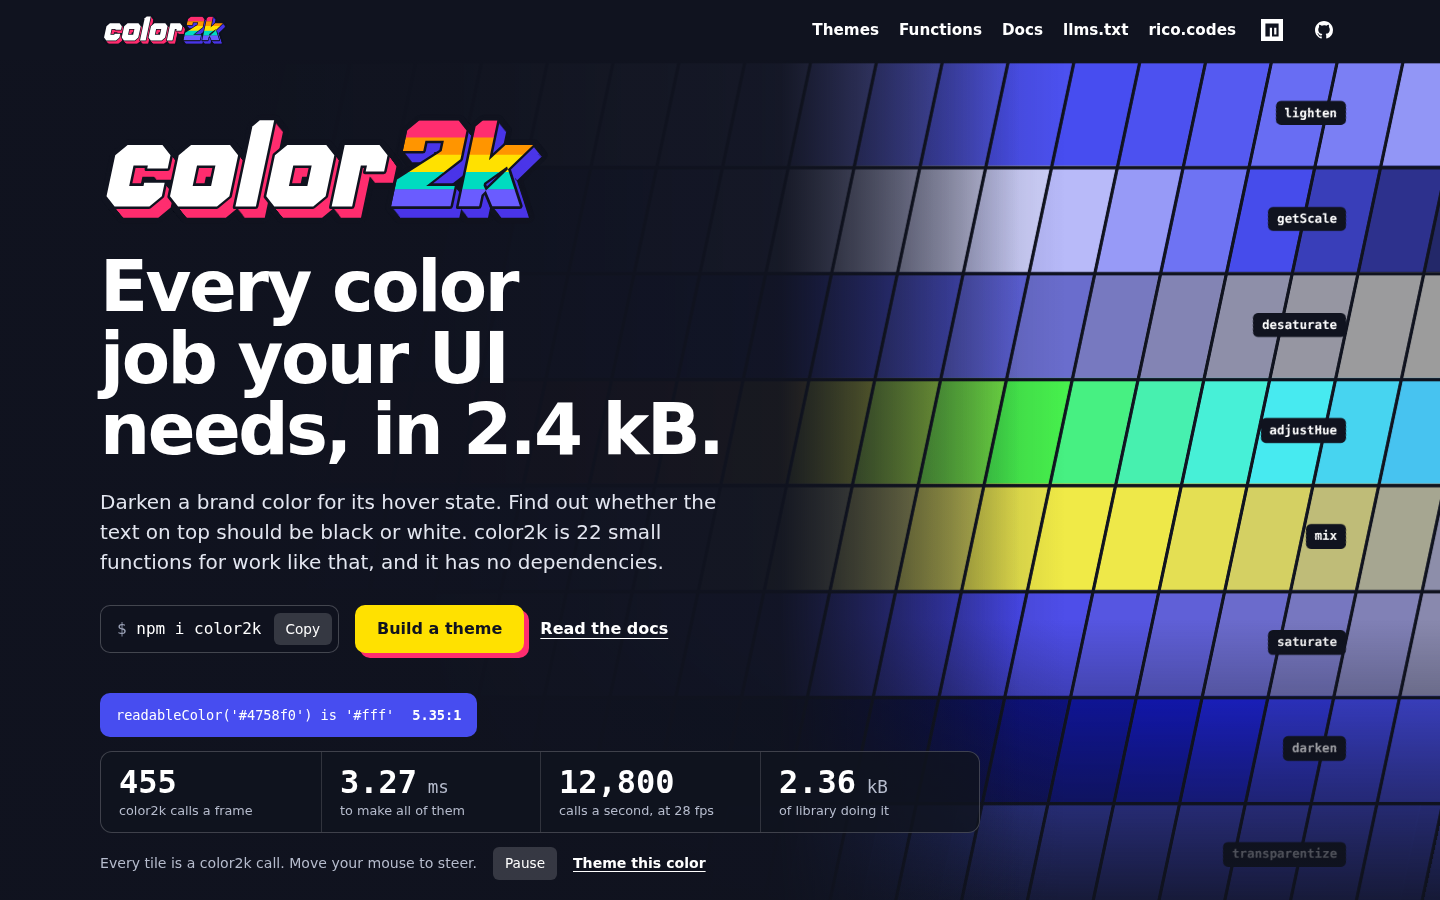 color2k
Themes Functions Docs llms.txt rico.codes
color2k
Every color
job your UI
needs, in 2.4 kB.
Darken a brand color for its hover state. Find out whether the
text on top should be black or white. color2k is 22 small
functions for work like that, and it has no dependencies.
$ npm i color2k Copy Build a theme Read the docs
readableColor('#4758f0') is '#fff' 5.35:1
455 3.27 ms 12,800 2.36 kB
color2k calls a frame to make all of them calls a second, at 28 fps of library doing it
Every tile is a color2k call. Move your mouse to steer. Pause Theme this color
lighten
getScale
desaturate
adjustHue
mix
saturate
darken
transparentize